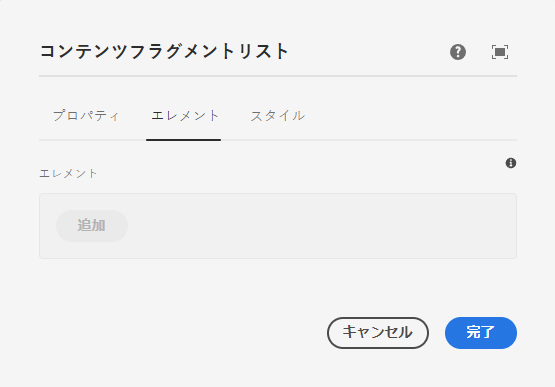 コンテンツフラグメントリスト
プロパティ エレメント スタイル
エレメント
追加
キャンセル 完了